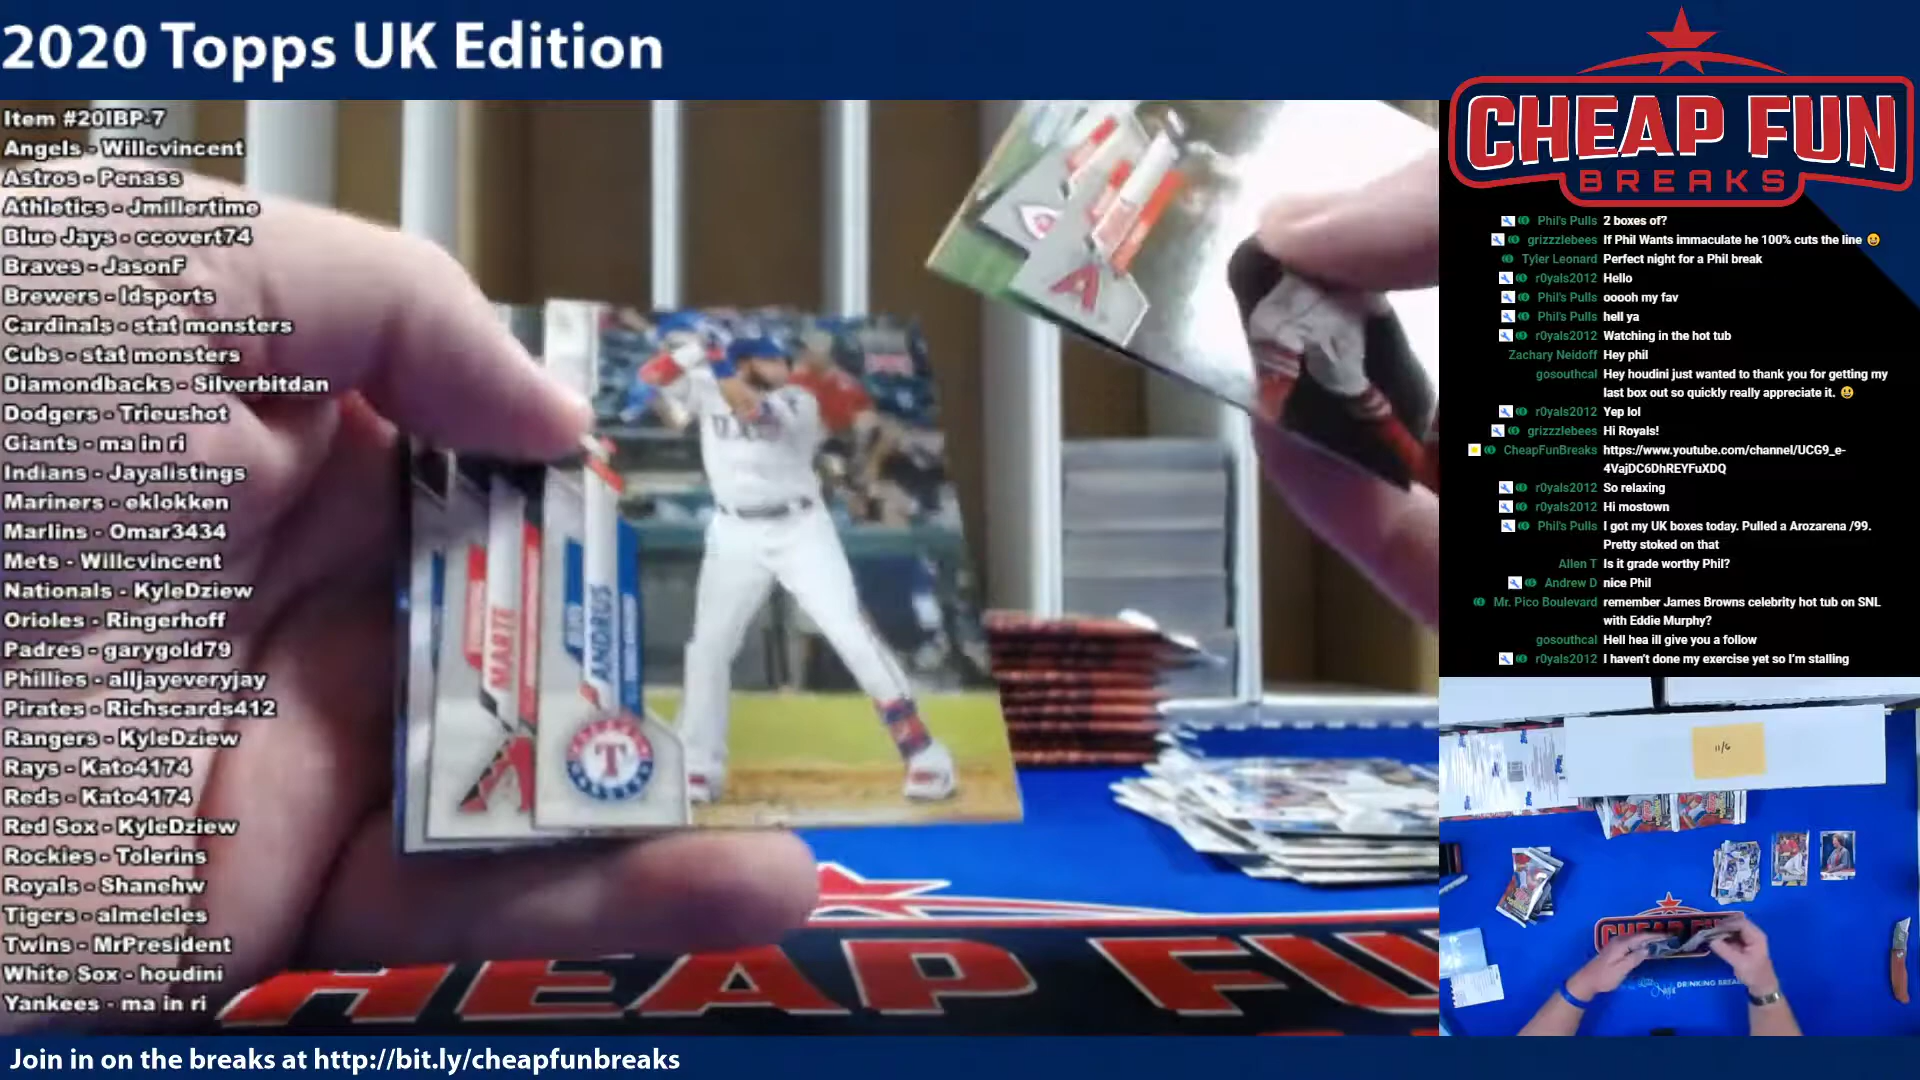 2020 Topps UK Edition
Item #20IBP-7
Angels - Willcvincent
Astros - Penass
Athletics - Jmillertime
Blue Jays - ccovert74
Braves - JasonF
Brewers - Idsports
Cardinals - stat monsters
Cubs - stat monsters
Diamondbacks - Silverbitdan
Dodgers - Tricushot
Giants - ma in ri
Indians - Jayalistings
Mariners - eklokken
Marlins - Omar3434
Mets - Willcvincent
Nationals - KyleDziew
Orioles - Ringerhoff
Padres - garygold79
Phillies - alljayeveryjay
Pirates - Richscards412
Rangers - KyleDziew
Rays - Kato4174
Reds - Kato4174
Red Sox - KyleDziew
Rockies - Tolerins
Royals - Shanehw
Tigers - almeleles
Twins - MrPresident
White Sox - houdini
Yankees - ma in ri
MARTE
ANDRUS
T
A
CHEAP FU
CHEAP FUN
BREAKS
Phil's Pulls 2 boxes of?
grizzzlebees If Phil Wants immaculate he 100% cuts the line 😀
Tyler Leonard Perfect night for a Phil break
r0yals2012 Hello
Phil's Pulls ooooh my fav
Phil's Pulls hell ya
r0yals2012 Watching in the hot tub
Zachary Neidoff Hey phil
gosouthcal Hey houdini just wanted to thank you for getting my
last box out so quickly really appreciate it. 😃
r0yals2012 Yep lol
grizzzlebees Hi Royals!
CheapFunBreaks https://www.youtube.com/channel/UCG9_e-
4VajDC6DhREYFuXDQ
r0yals2012 So relaxing
r0yals2012 Hi mostown
Phil's Pulls I got my UK boxes today. Pulled a Arozarena /99.
Pretty stoked on that
Allen T Is it grade worthy Phil?
Andrew D nice Phil
Mr. Pico Boulevard remember James Browns celebrity hot tub on SNL
with Eddie Murphy?
gosouthcal Hell hea ill give you a follow
r0yals2012 I haven't done my exercise yet so I'm stalling
11/6
CHEAP
DRINKING BREA
Join in on the breaks at http://bit.ly/cheapfunbreaks